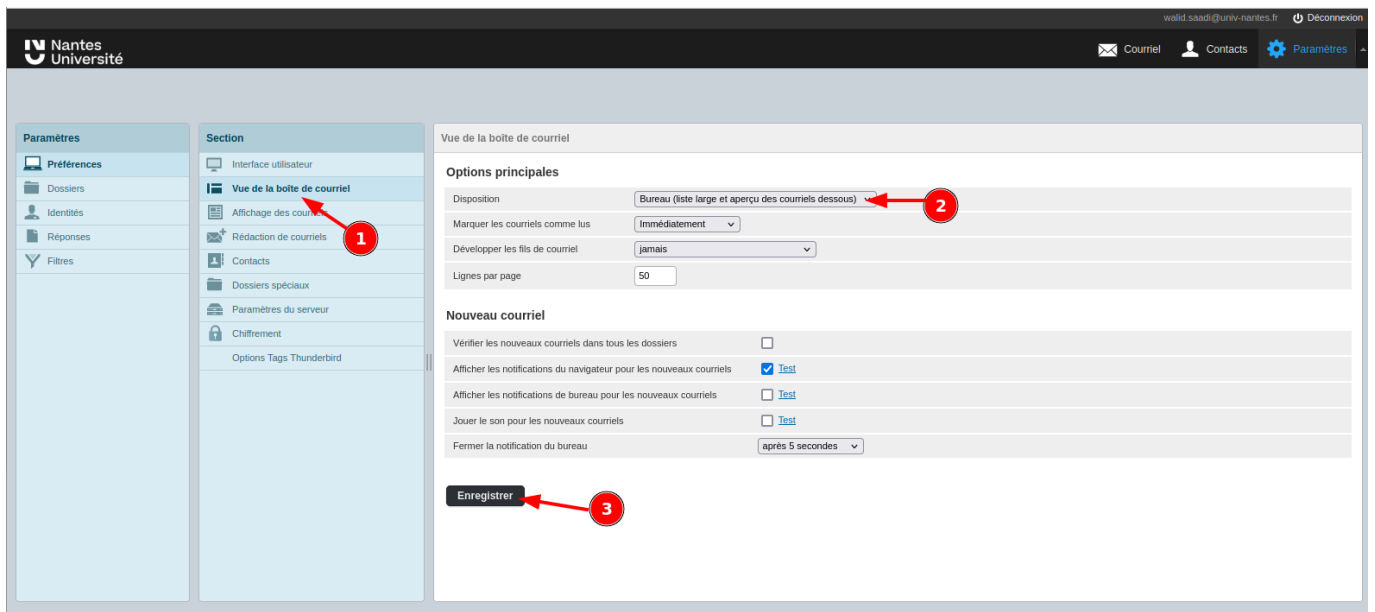 walid.saadi@univ-nantes.fr Déconnexion
Nantes
Université
Courriel Contacts Paramètres
Paramètres
Préférences
Dossiers
Identités
Réponses
Filtres
Section
Interface utilisateur
Vue de la boîte de courriel
Affichage des courriels
Rédaction de courriels
Contacts
Dossiers spéciaux
Paramètres du serveur
Chiffrement
Options Tags Thunderbird
1
Vue de la boîte de courriel
Options principales
Disposition Bureau (liste large et aperçu des courriels dessous)
2
Marquer les courriels comme lus Immédiatement
Développer les fils de courriel jamais
Lignes par page 50
Nouveau courriel
Vérifier les nouveaux courriels dans tous les dossiers
Afficher les notifications du navigateur pour les nouveaux courriels Test
Afficher les notifications de bureau pour les nouveaux courriels Test
Jouer le son pour les nouveaux courriels Test
Fermer la notification du bureau après 5 secondes
Enregistrer
3